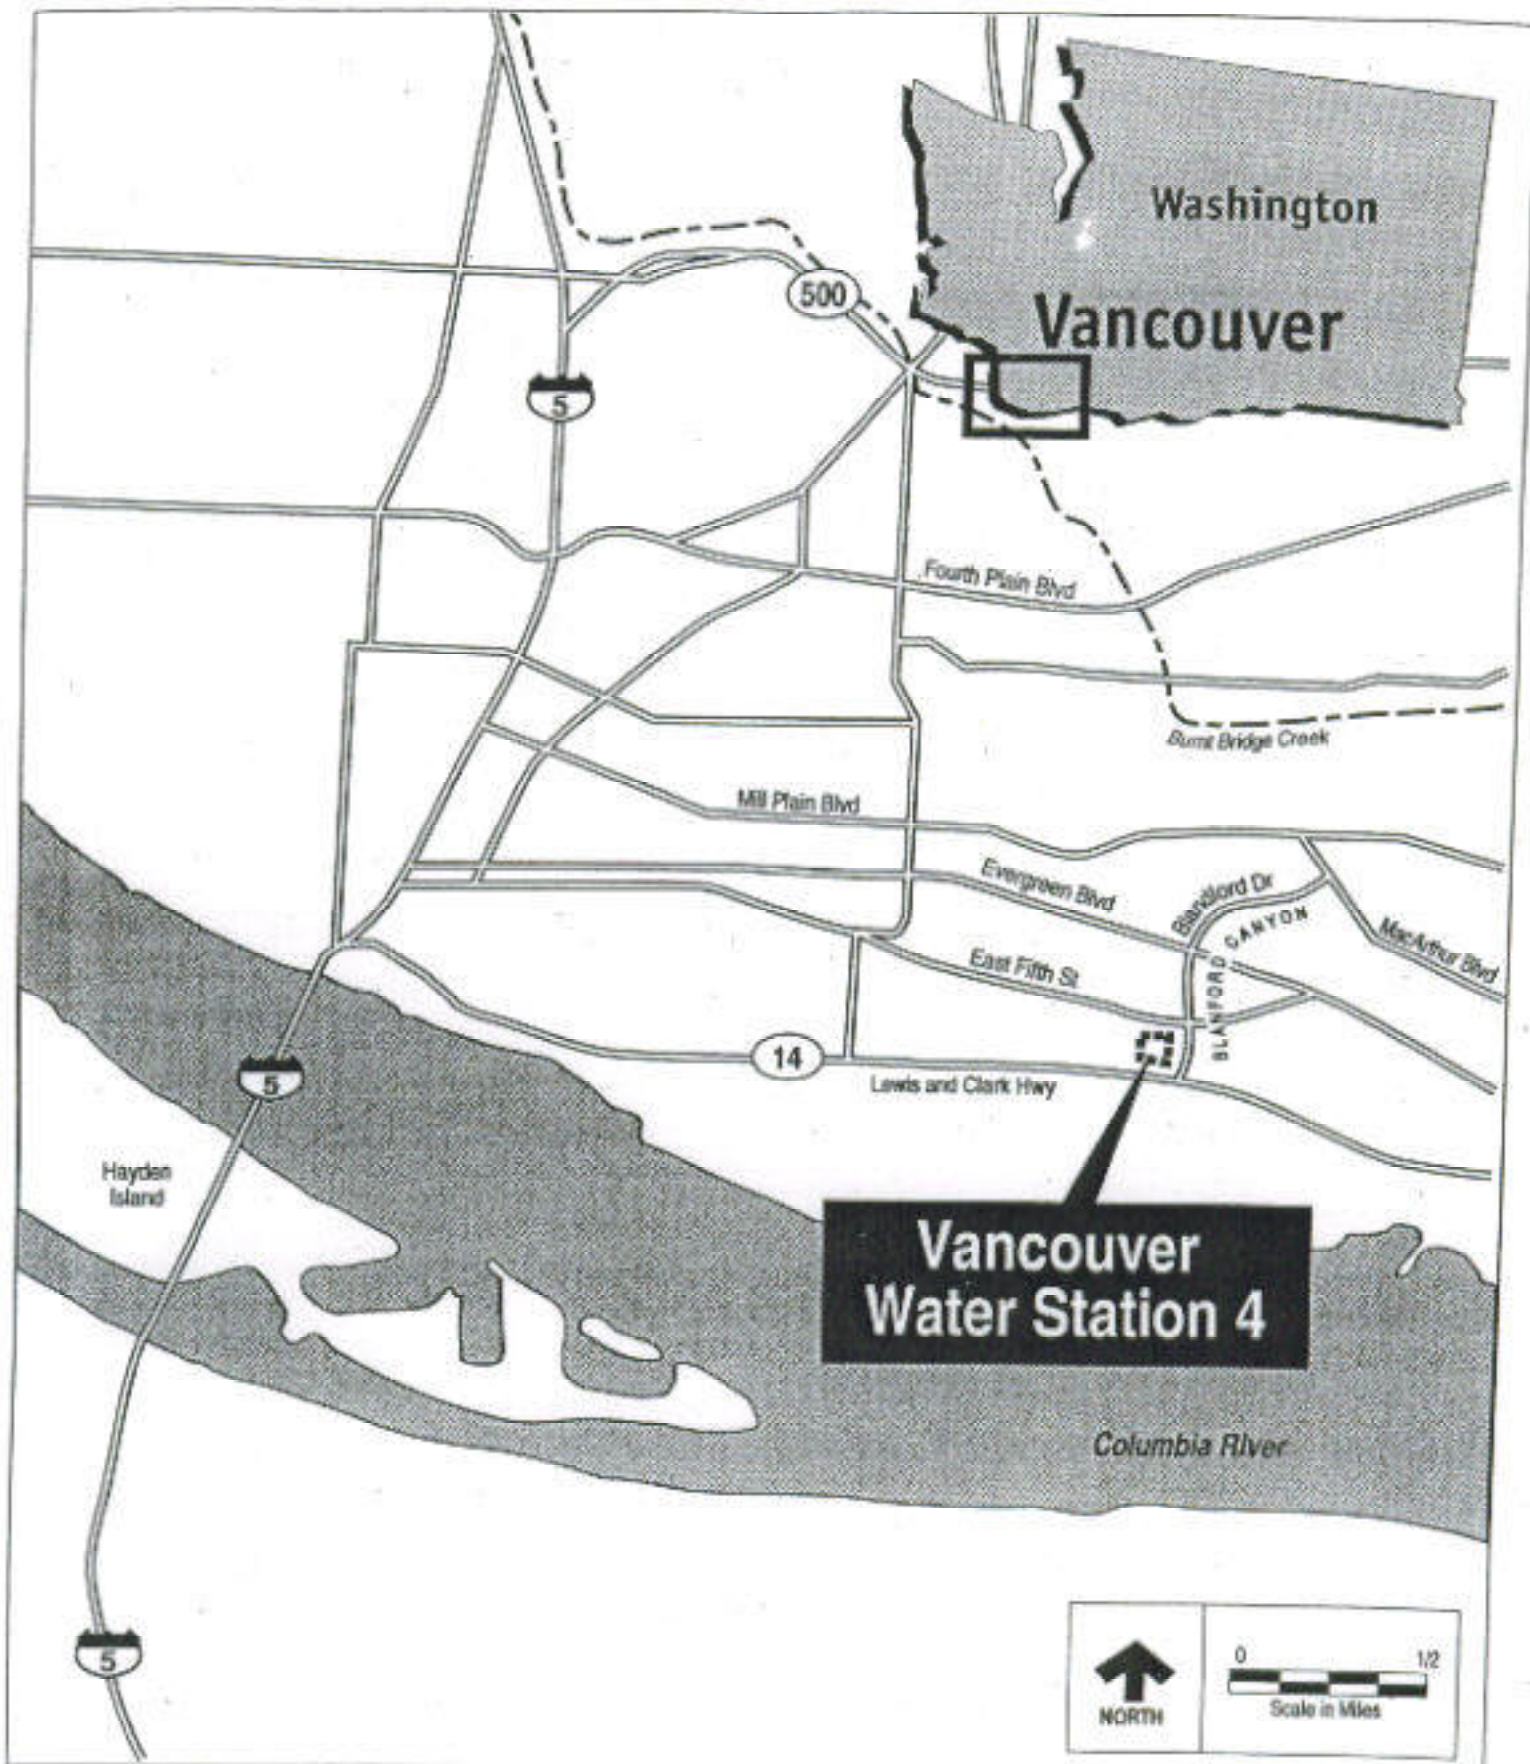 Washington
Vancouver
500
5
Fourth Plain Blvd
Burnt Bridge Creek
Mill Plain Blvd
Evergreen Blvd
Blandford Dr
BLANFORD CANYON
MacArthur Blvd
East Fifth St
14
Lewis and Clark Hwy
5
Hayden
Island
Vancouver
Water Station 4
Columbia River
5
NORTH
0 1/2
Scale in Miles